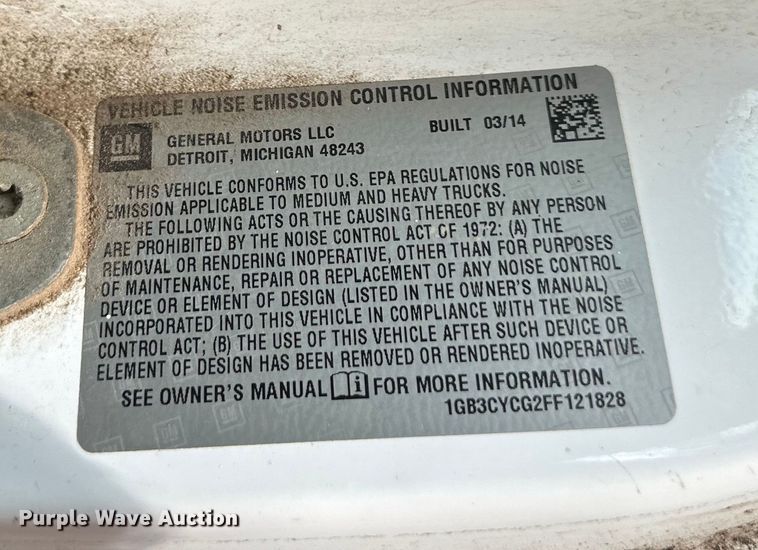 VEHICLE NOISE EMISSION CONTROL INFORMATION
GM
GENERAL MOTORS LLC BUILT 03/14
DETROIT, MICHIGAN 48243
THIS VEHICLE CONFORMS TO U.S. EPA REGULATIONS FOR NOISE
EMISSION APPLICABLE TO MEDIUM AND HEAVY TRUCKS.
THE FOLLOWING ACTS OR THE CAUSING THEREOF BY ANY PERSON
ARE PROHIBITED BY THE NOISE CONTROL ACT OF 1972: (A) THE
REMOVAL OR RENDERING INOPERATIVE, OTHER THAN FOR PURPOSES
OF MAINTENANCE, REPAIR OR REPLACEMENT OF ANY NOISE CONTROL
DEVICE OR ELEMENT OF DESIGN (LISTED IN THE OWNER'S MANUAL)
INCORPORATED INTO THIS VEHICLE IN COMPLIANCE WITH THE NOISE
CONTROL ACT; (B) THE USE OF THIS VEHICLE AFTER SUCH DEVICE OR
ELEMENT OF DESIGN HAS BEEN REMOVED OR RENDERED INOPERATIVE.
SEE OWNER'S MANUAL i FOR MORE INFORMATION.
1GB3CYCG2FF121828
Purple Wave Auction